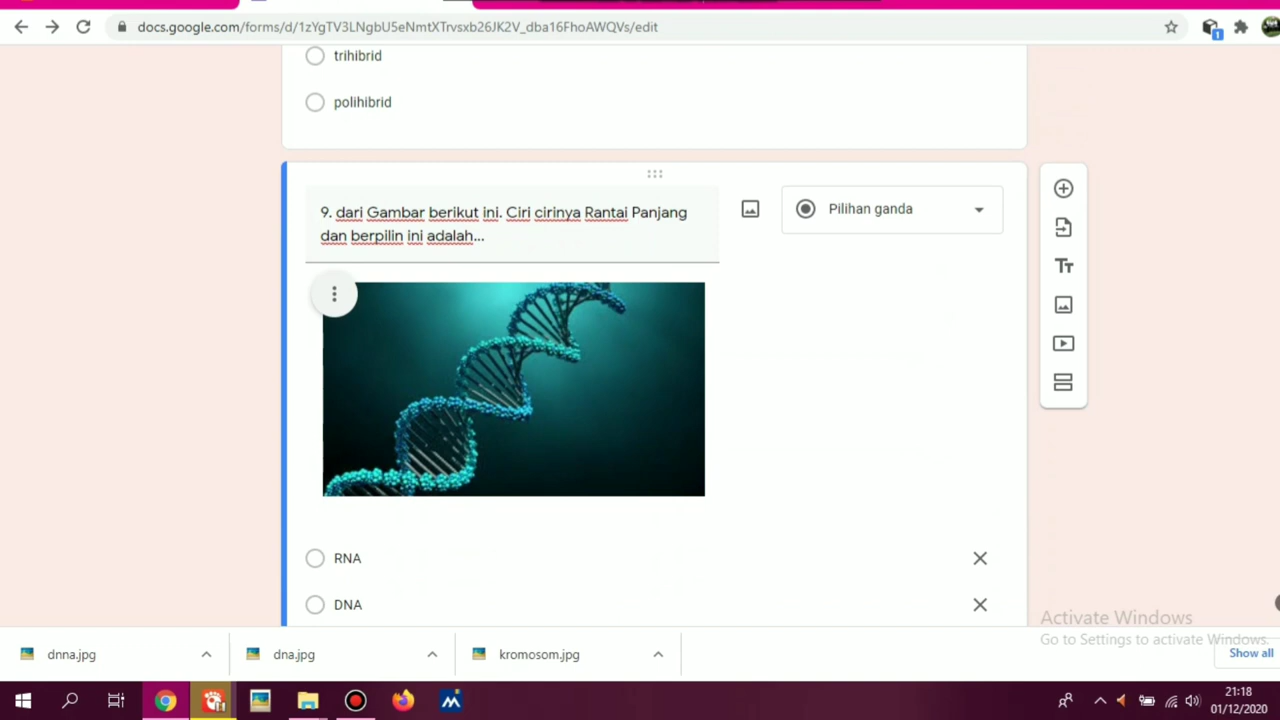 docs.google.com/forms/d/1zYgTV3LNgbU5eNmtXTrvsxb26JK2V_dba16FhoAWQVs/edit
1
trihibrid
polihibrid
9. dari Gambar berikut ini. Ciri cirinya Rantai Panjang
dan berpilin ini adalah...
Pilihan ganda
Tт
RNA
DNA
Activate Windows
Go to Settings to activate Windows.
dnna.jpg
dna.jpg
kromosom.jpg
Show all
21:18
01/12/2020